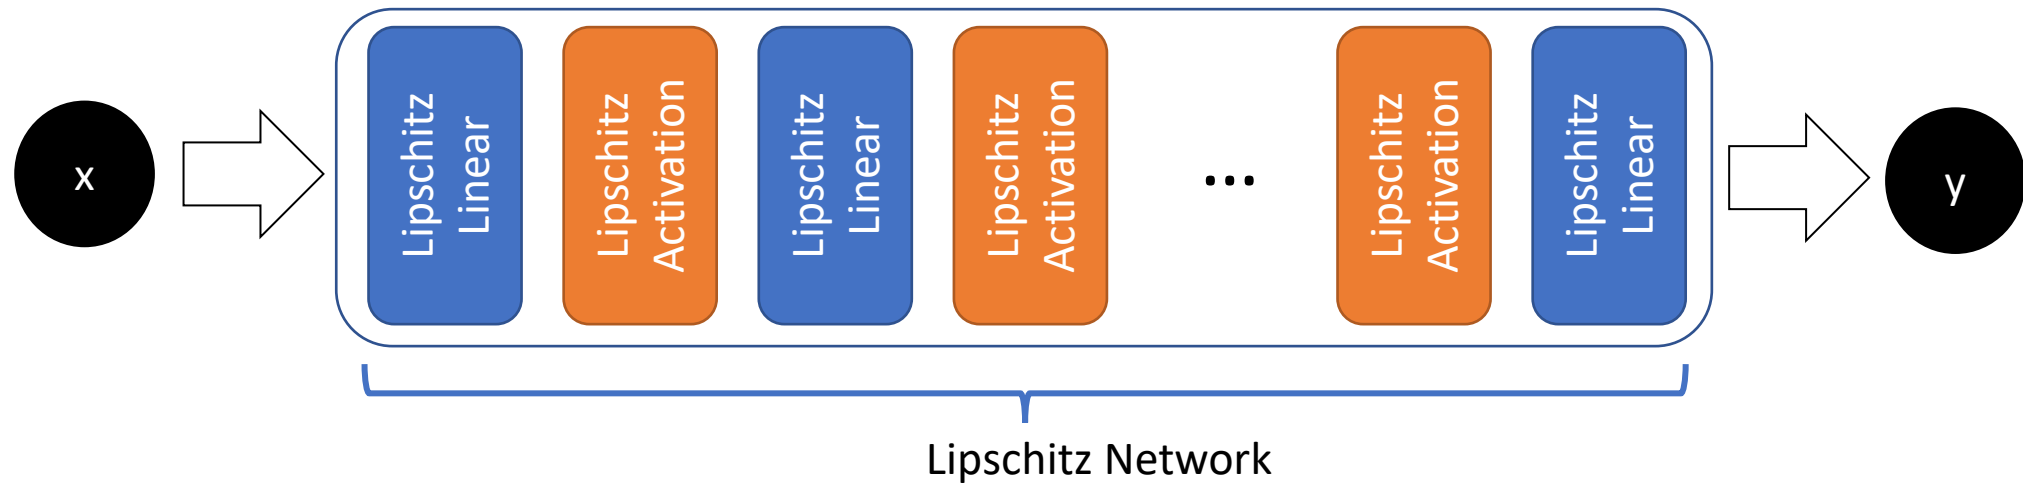 x
Lipschitz
Linear
Lipschitz
Activation
Lipschitz
Linear
Lipschitz
Activation
...
Lipschitz
Activation
Lipschitz
Linear
y
Lipschitz Network